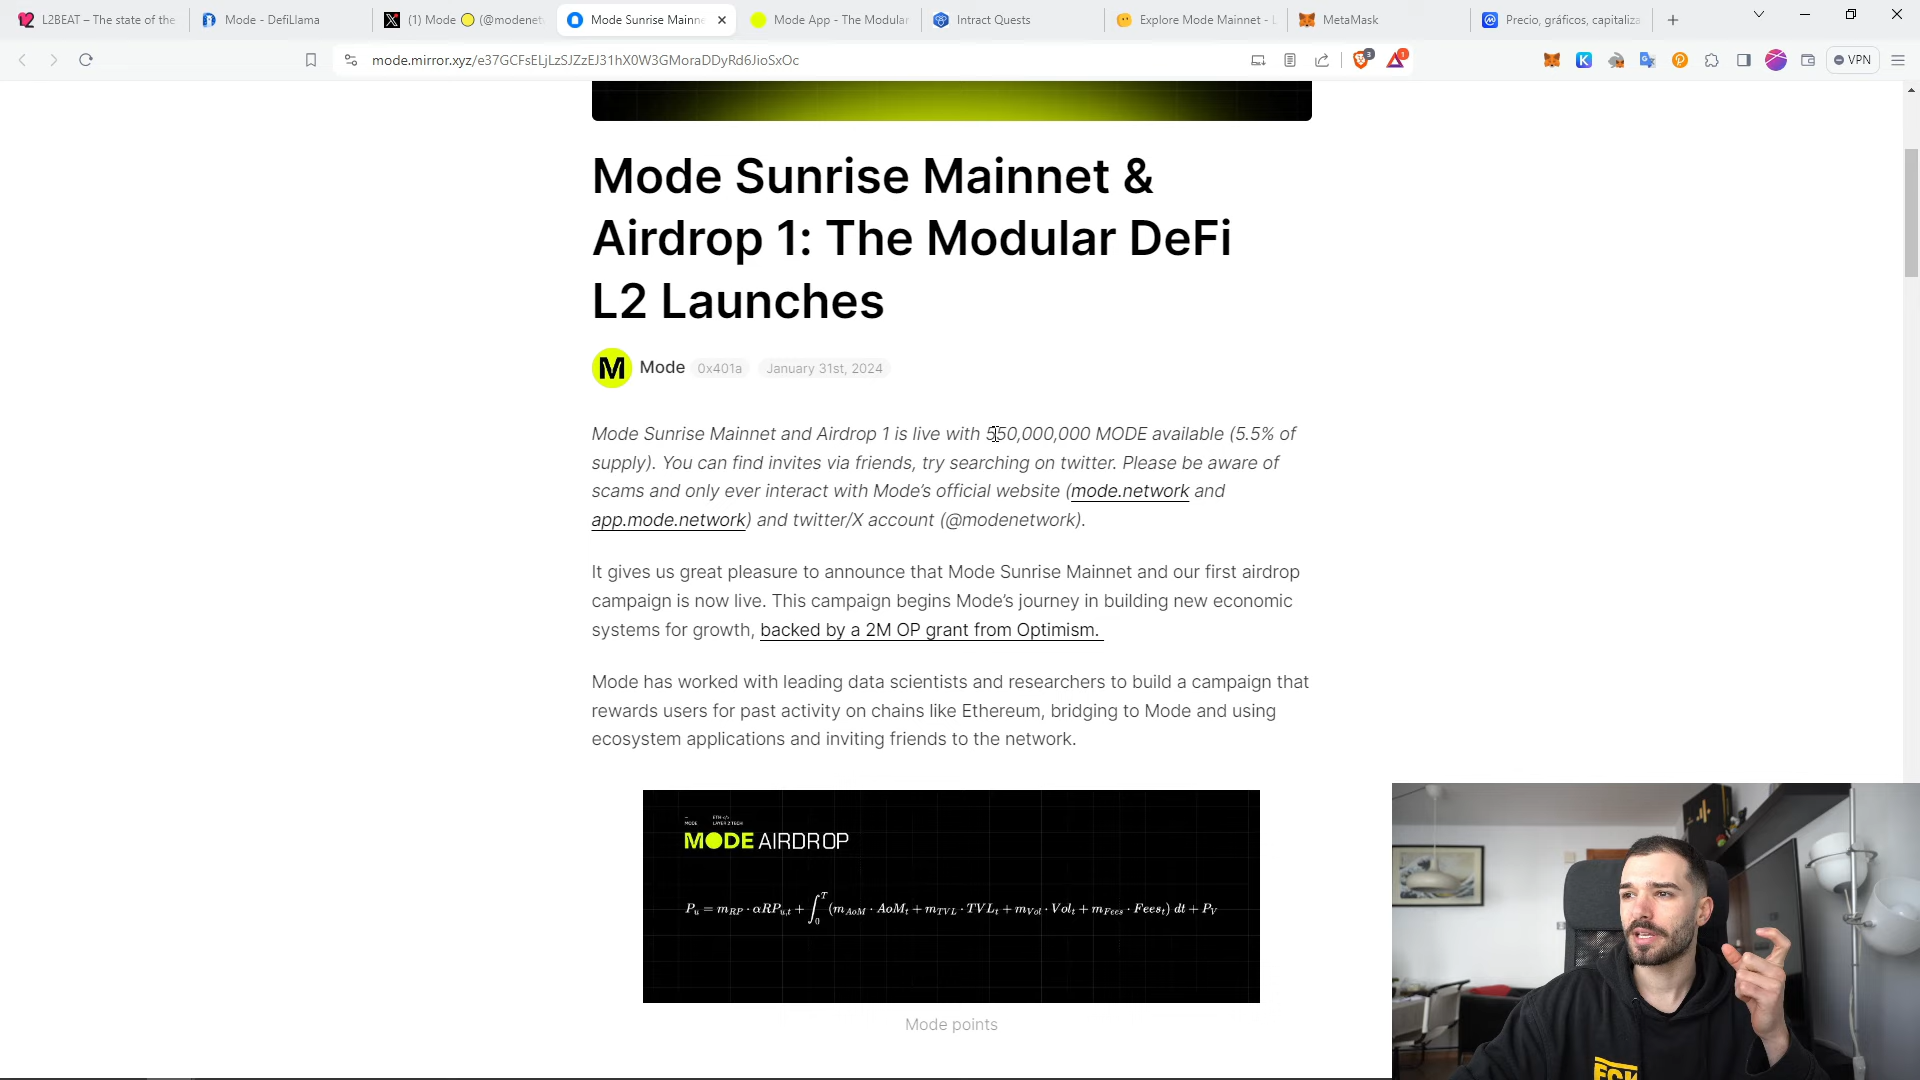 L2BEAT – The state of the
Mode - DefiLlama
(1) Mode (@modenet
Mode Sunrise Mainne
Mode App - The Modular
Intract Quests
Explore Mode Mainnet -
MetaMask
Precio, gráficos, capitaliza
mode.mirror.xyz/e37GCFsELjLzSJZzEJ31hX0W3GMoraDDyRd6JioSxOc
3
1
VPN
Mode Sunrise Mainnet &
Airdrop 1: The Modular DeFi
L2 Launches
M Mode 0x401a January 31st, 2024
Mode Sunrise Mainnet and Airdrop 1 is live with 550,000,000 MODE available (5.5% of
supply). You can find invites via friends, try searching on twitter. Please be aware of
scams and only ever interact with Mode’s official website (mode.network and
app.mode.network) and twitter/X account (@modenetwork).
It gives us great pleasure to announce that Mode Sunrise Mainnet and our first airdrop
campaign is now live. This campaign begins Mode’s journey in building new economic
systems for growth, backed by a 2M OP grant from Optimism.
Mode has worked with leading data scientists and researchers to build a campaign that
rewards users for past activity on chains like Ethereum, bridging to Mode and using
ecosystem applications and inviting friends to the network.
MODE
ETH </>
LAYER 2 TECH
MODE AIRDROP
P_u = m_RP · αRP_u,t + ∫_0^T (m_AoM · AoM_t + m_TVL · TVL_t + m_Vol · Vol_t + m_Fees · Fees_t) dt + P_V
Mode points